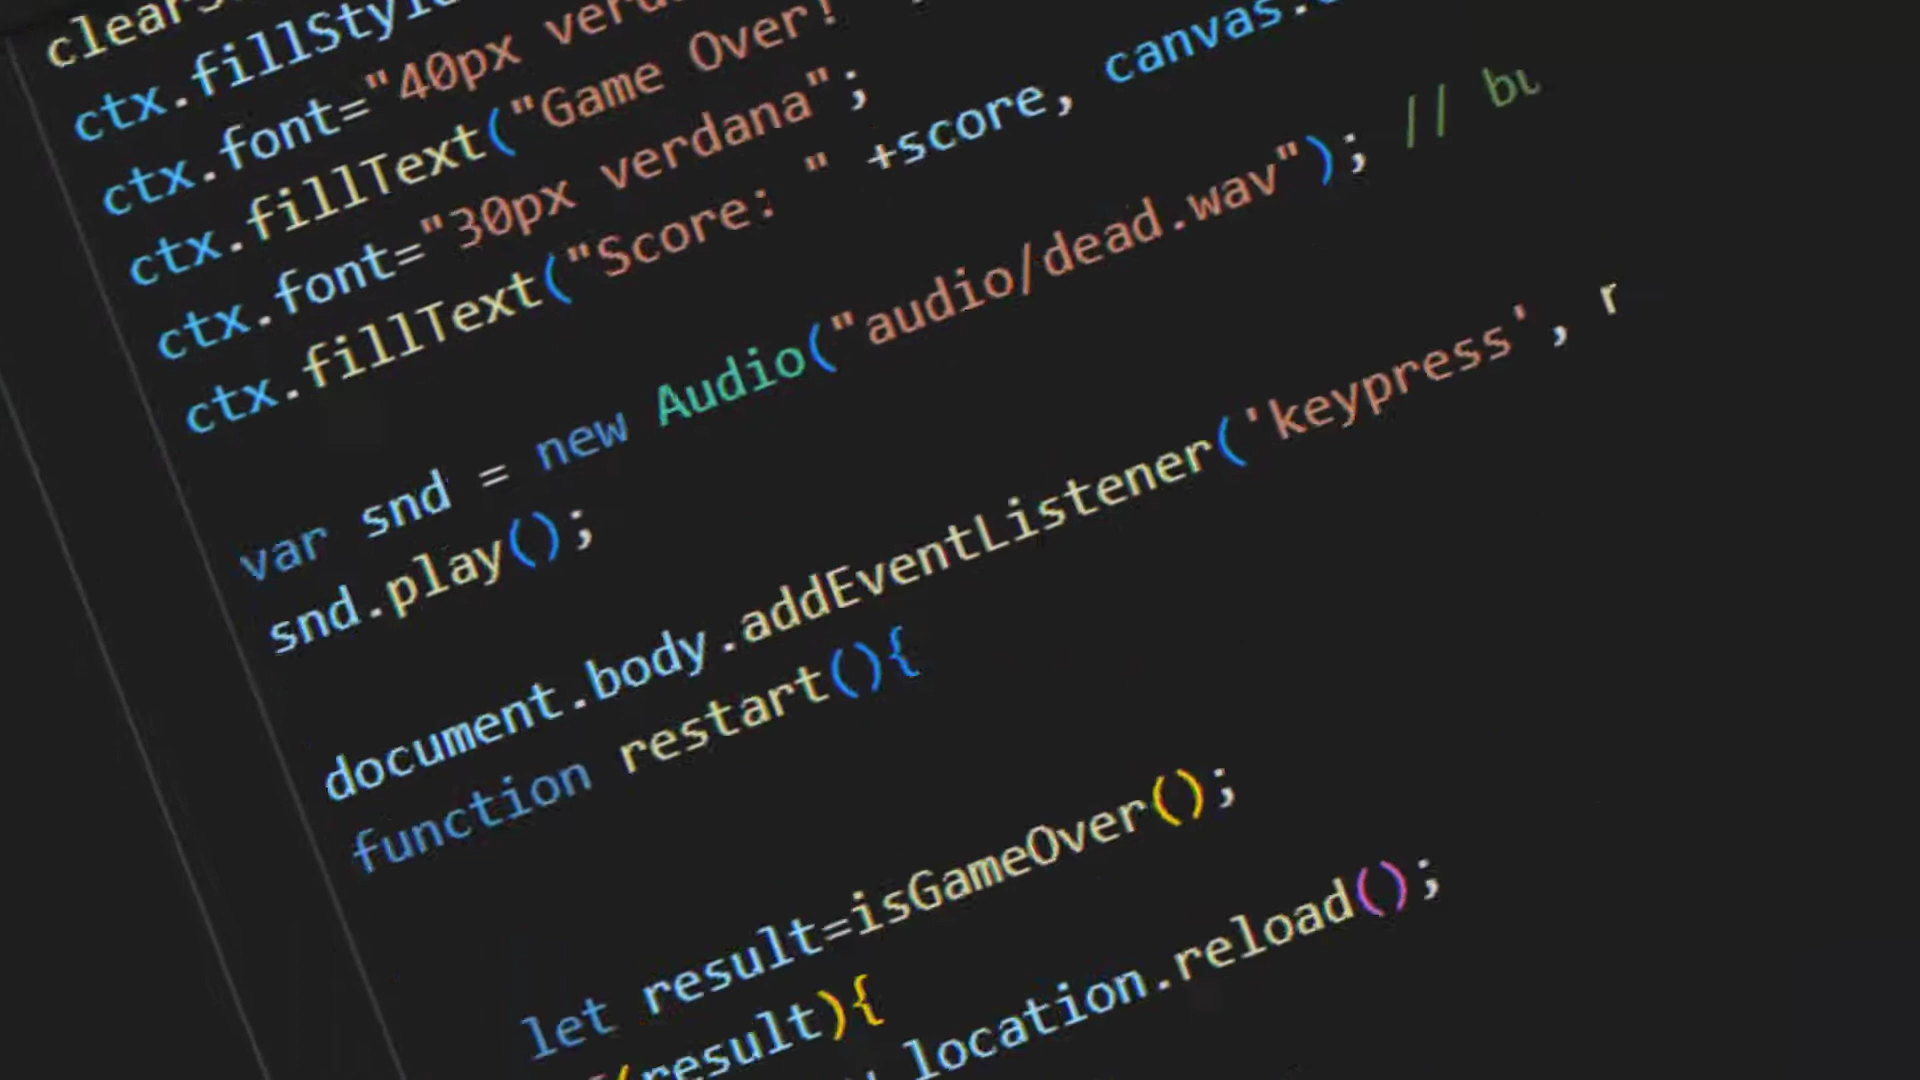 ctx.
ctx.font="40px
ctx.fillText("Game Over!
ctx.font="30px verdana";
ctx.fillText("Score: " +score, canvas.
var snd = new Audio("audio/dead.wav"); //
snd.play();
document.body.addEventListener('keypress', r
function restart(){
let result=isGameOver();
(result){
location.reload();